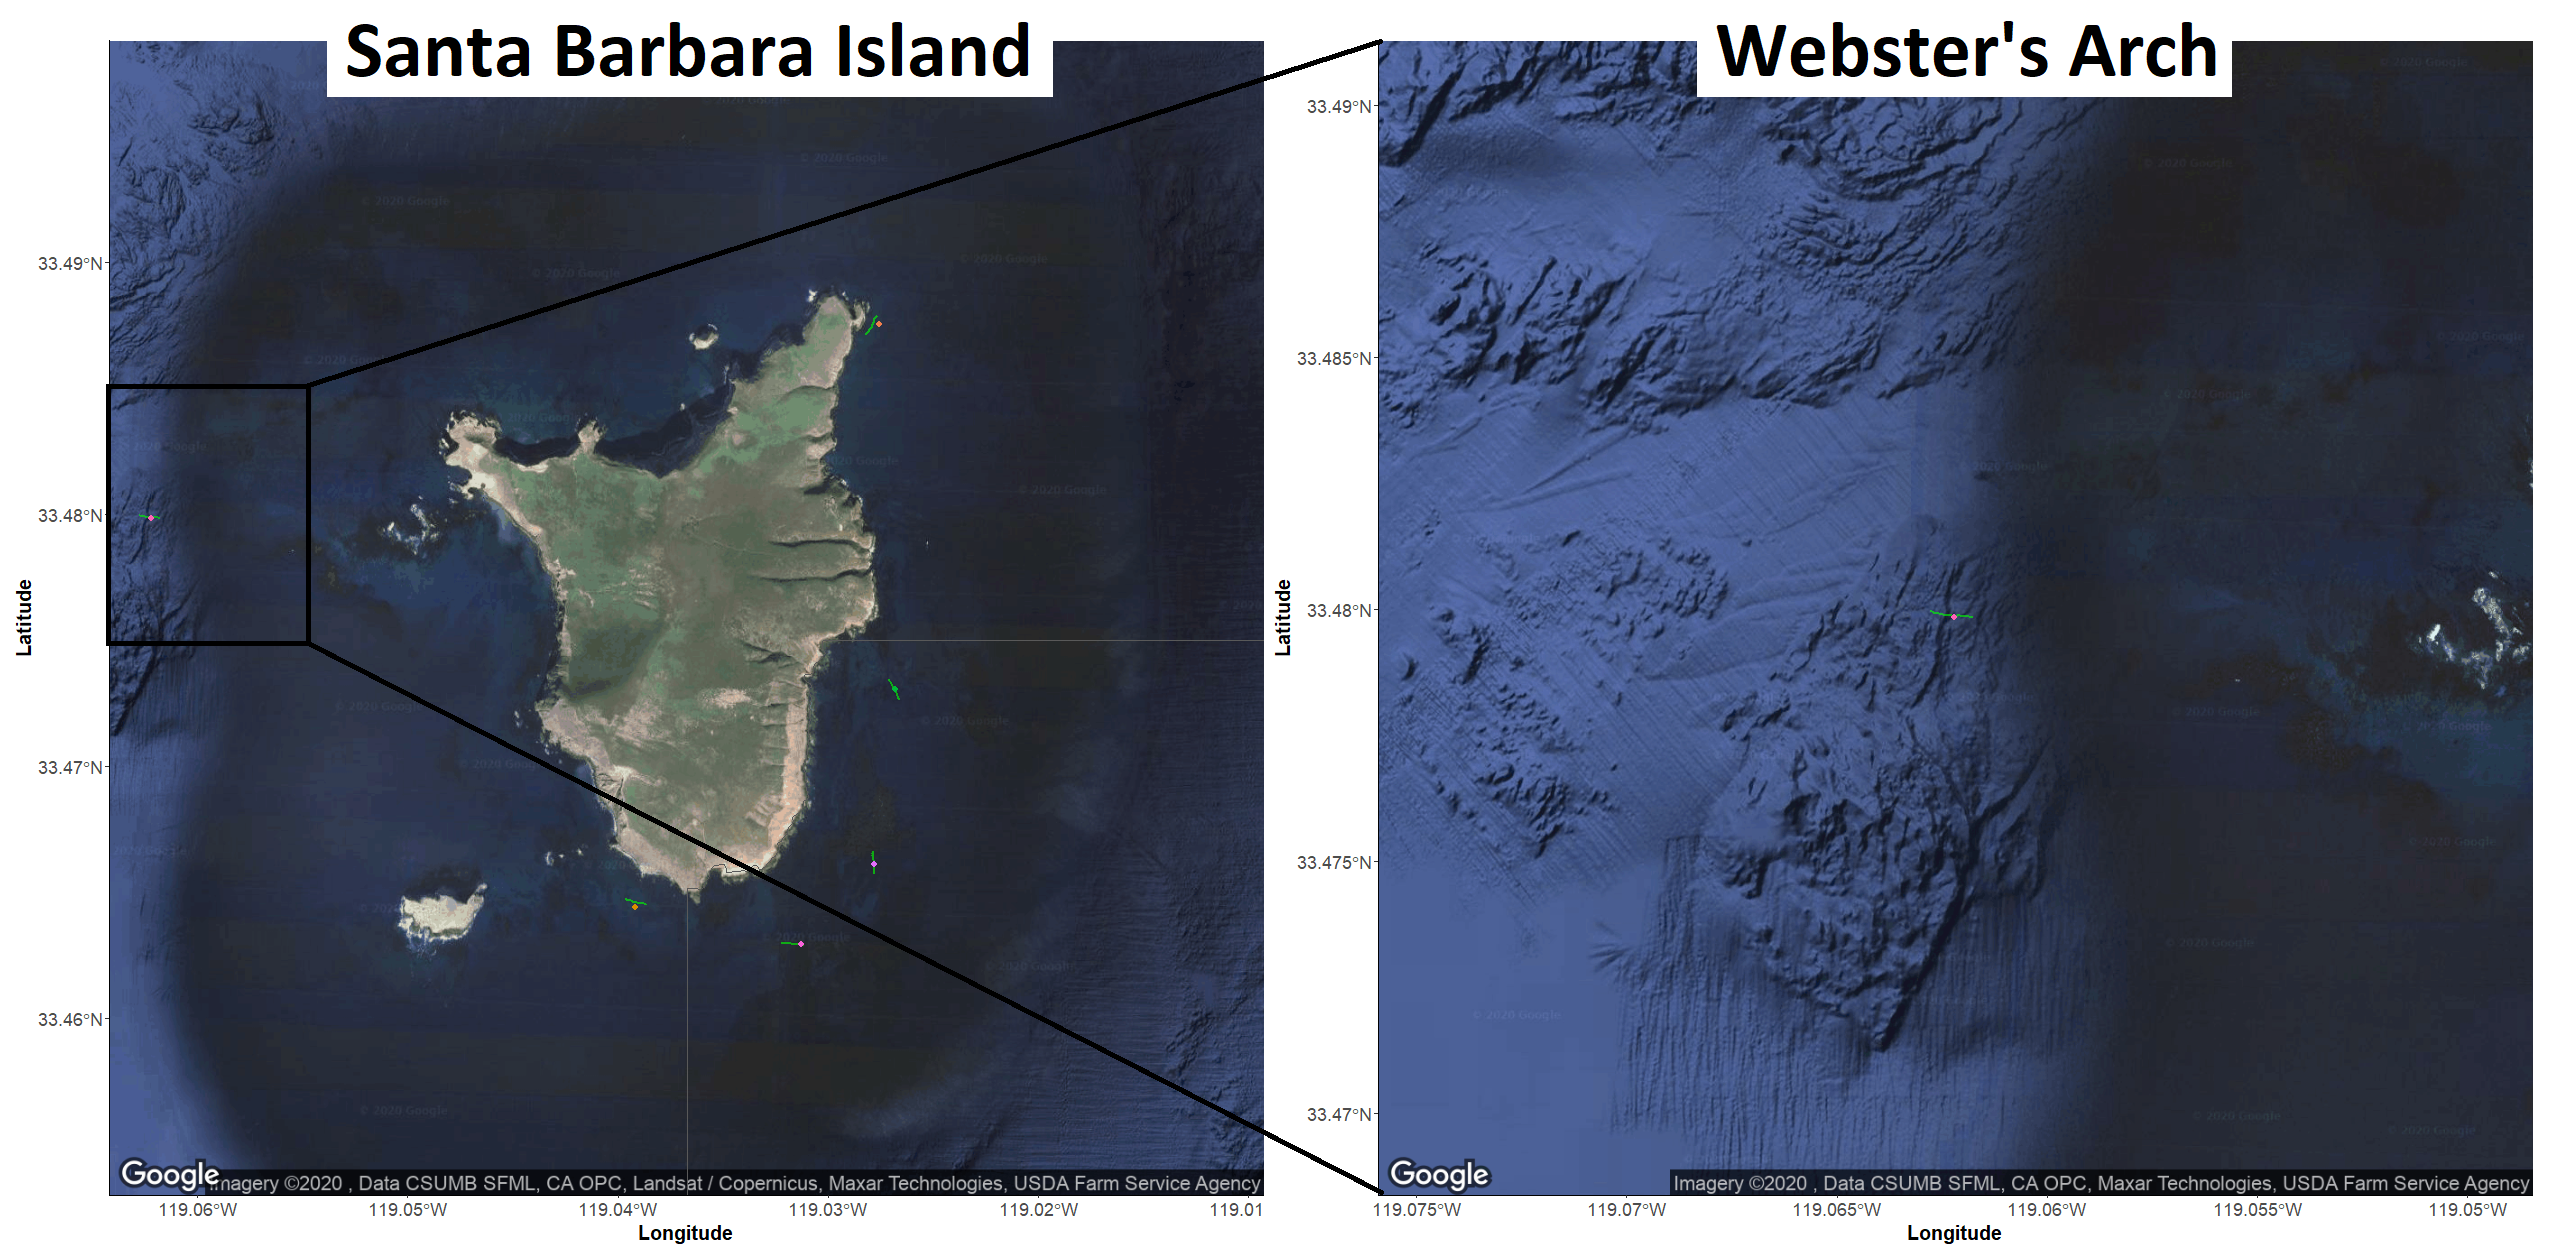 Santa Barbara Island
Webster's Arch
33.49°N
33.48°N
33.47°N
33.46°N
Latitude
119.06°W
119.05°W
119.04°W
119.03°W
119.02°W
119.01
Longitude
Google
Imagery ©2020 , Data CSUMB SFML, CA OPC, Landsat / Copernicus, Maxar Technologies, USDA Farm Service Agency
© 2020 Google
33.49°N
33.485°N
33.48°N
33.475°N
33.47°N
Latitude
119.075°W
119.07°W
119.065°W
119.06°W
119.055°W
119.05°W
Longitude
Google
Imagery ©2020 , Data CSUMB SFML, CA OPC, Maxar Technologies, USDA Farm Service Agency
© 2020 Google